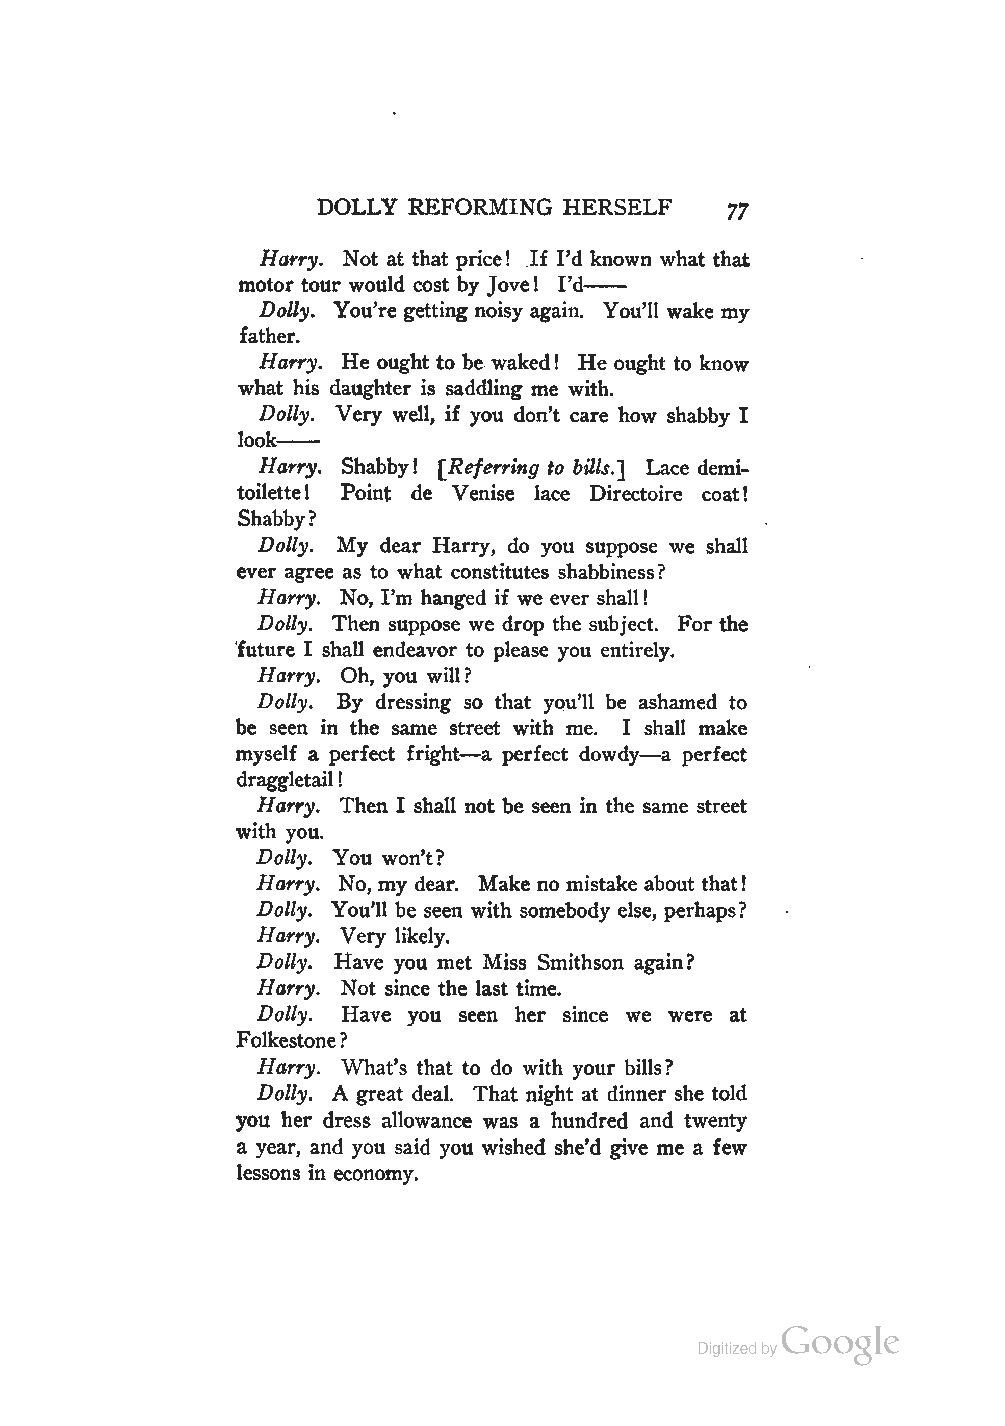 DOLLY REFORMING HERSELF 77
Harry. Not at that price! If I'd known what that
motor tour would cost by Jove! I'd——
Dolly. You're getting noisy again. You'll wake my
father.
Harry. He ought to be waked! He ought to know
what his daughter is saddling me with.
Dolly. Very well, if you don't care how shabby I
look——
Harry. Shabby! [Referring to bills.] Lace demi-
toilette! Point de Venise lace Directoire coat!
Shabby?
Dolly. My dear Harry, do you suppose we shall
ever agree as to what constitutes shabbiness?
Harry. No, I'm hanged if we ever shall!
Dolly. Then suppose we drop the subject. For the
future I shall endeavor to please you entirely.
Harry. Oh, you will?
Dolly. By dressing so that you'll be ashamed to
be seen in the same street with me. I shall make
myself a perfect fright—a perfect dowdy—a perfect
draggletail!
Harry. Then I shall not be seen in the same street
with you.
Dolly. You won't?
Harry. No, my dear. Make no mistake about that!
Dolly. You'll be seen with somebody else, perhaps?
Harry. Very likely.
Dolly. Have you met Miss Smithson again?
Harry. Not since the last time.
Dolly. Have you seen her since we were at
Folkestone?
Harry. What's that to do with your bills?
Dolly. A great deal. That night at dinner she told
you her dress allowance was a hundred and twenty
a year, and you said you wished she'd give me a few
lessons in economy.
Digitized by Google